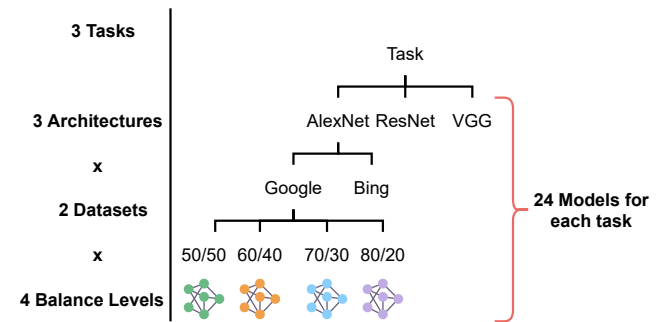 3 Tasks
Task
3 Architectures
AlexNet ResNet VGG
x
Google Bing
2 Datasets
24 Models for
each task
x
50/50 60/40 70/30 80/20
4 Balance Levels